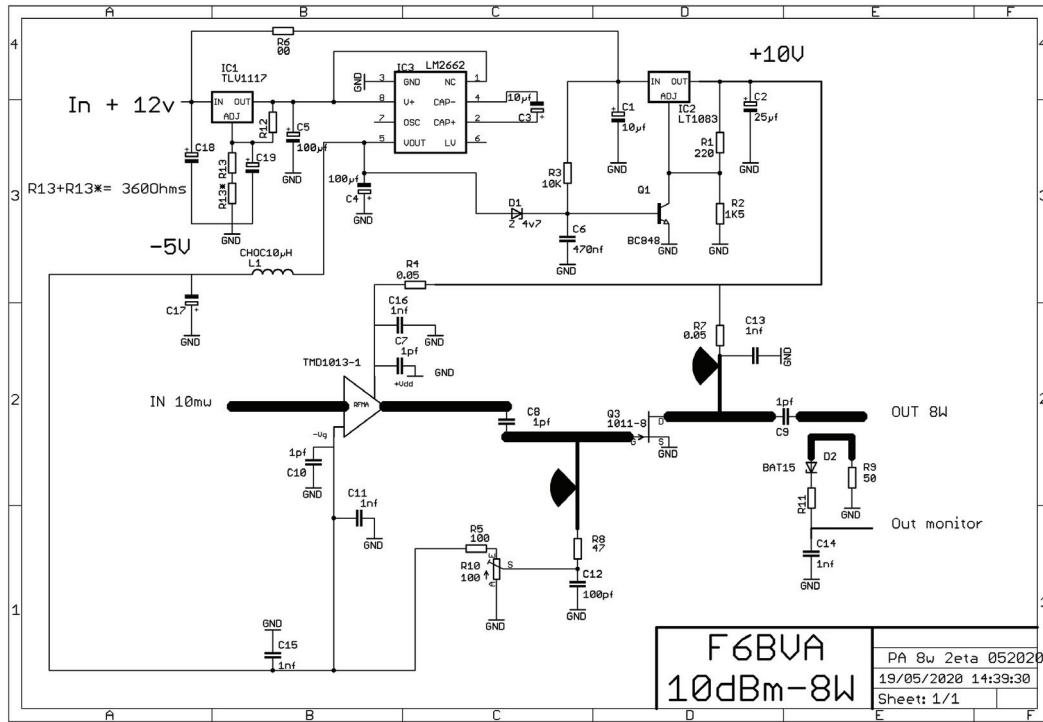 A B C D E F
4 4
3 3
2 2
1
A B C D E F
R6
00
IC1
TLV1117
IN OUT
ADJ
In + 12v
C18
R12
R13
R13*
C19
C5
100µf
GND
GND
R13+R13*= 360Ohms
IC3 LM2662
GND
3 GND NC 1
8 V+ CAP- 4
7 OSC CAP+ 2
5 VOUT LV 6
10µf
C3
100µf
C4
GND
+10V
IN OUT
ADJ
IC2
LT1083
C1
10µf
GND
C2
25µf
GND
R1
220
R2
1K5
GND
R3
10K
Q1
BC848
GND
D1
2 4v7
C6
470nf
GND
-5V
CHOC10µH
L1
C17
GND
R4
0.05
C16
1nf
GND
C7
1pf
GND
TMD1013-1
+Vdd
RFMA
-Vg
IN 10mw
1pf
C10
GND
C11
1nf
GND
C8
1pf
Q3
1011-8
D
G
S
GND
R7
0.05
C13
1nf
GND
1pf
C9
OUT 8W
BAT15
D2
R9
50
GND
R11
Out monitor
C14
1nf
GND
R5
100
R10
100
E
S
A
GND
R8
47
C12
100pf
GND
GND
C15
1nf
F6BVA
10dBm-8W
PA 8w 2eta 052020
19/05/2020 14:39:30
Sheet: 1/1